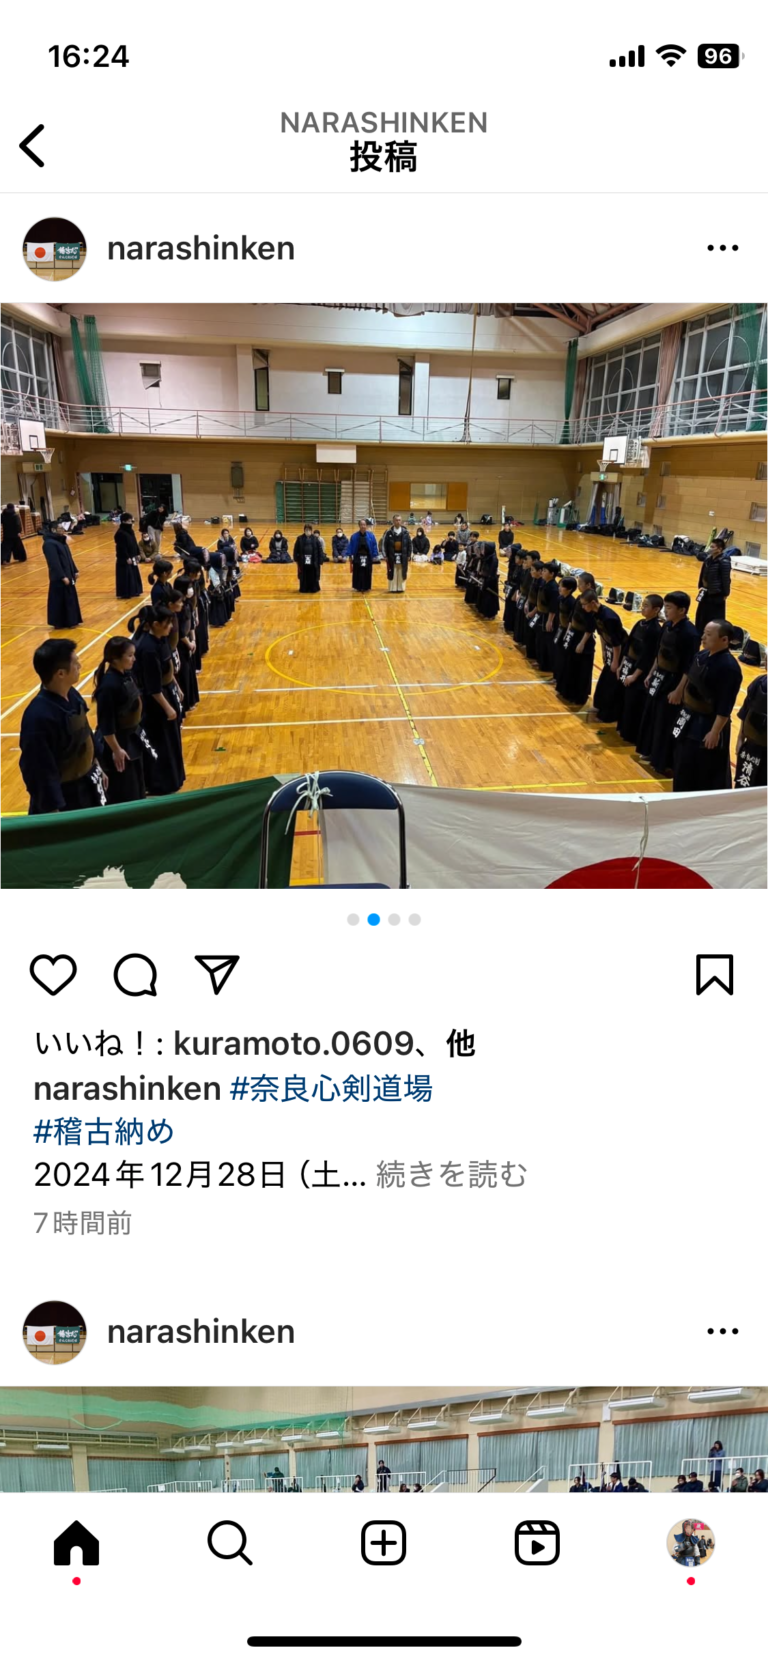 16:24
96
NARASHINKEN
投稿
narashinken
いいね！: kuramoto.0609、他
narashinken #奈良心剣道場
#稽古納め
2024年12月28日（土... 続きを読む
7時間前
narashinken